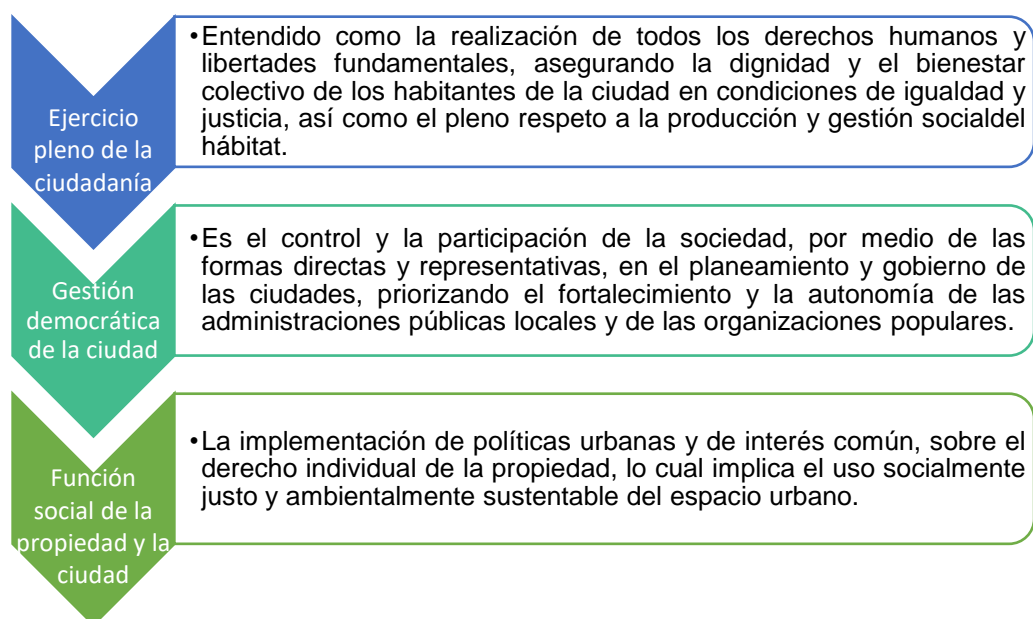 Ejercicio
pleno de la
ciudadanía
•Entendido como la realización de todos los derechos humanos y
libertades fundamentales, asegurando la dignidad y el bienestar
colectivo de los habitantes de la ciudad en condiciones de igualdad y
justicia, así como el pleno respeto a la producción y gestión socialdel
hábitat.
Gestión
democrática
de la ciudad
•Es el control y la participación de la sociedad, por medio de las
formas directas y representativas, en el planeamiento y gobierno de
las ciudades, priorizando el fortalecimiento y la autonomía de las
administraciones públicas locales y de las organizaciones populares.
Función
social de la
propiedad y la
ciudad
•La implementación de políticas urbanas y de interés común, sobre el
derecho individual de la propiedad, lo cual implica el uso socialmente
justo y ambientalmente sustentable del espacio urbano.